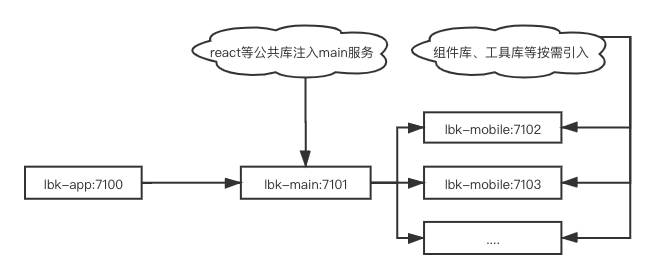 react等公共库注入main服务
组件库、工具库等按需引入
lbk-mobile:7102
lbk-app:7100
lbk-main:7101
lbk-mobile:7103
....